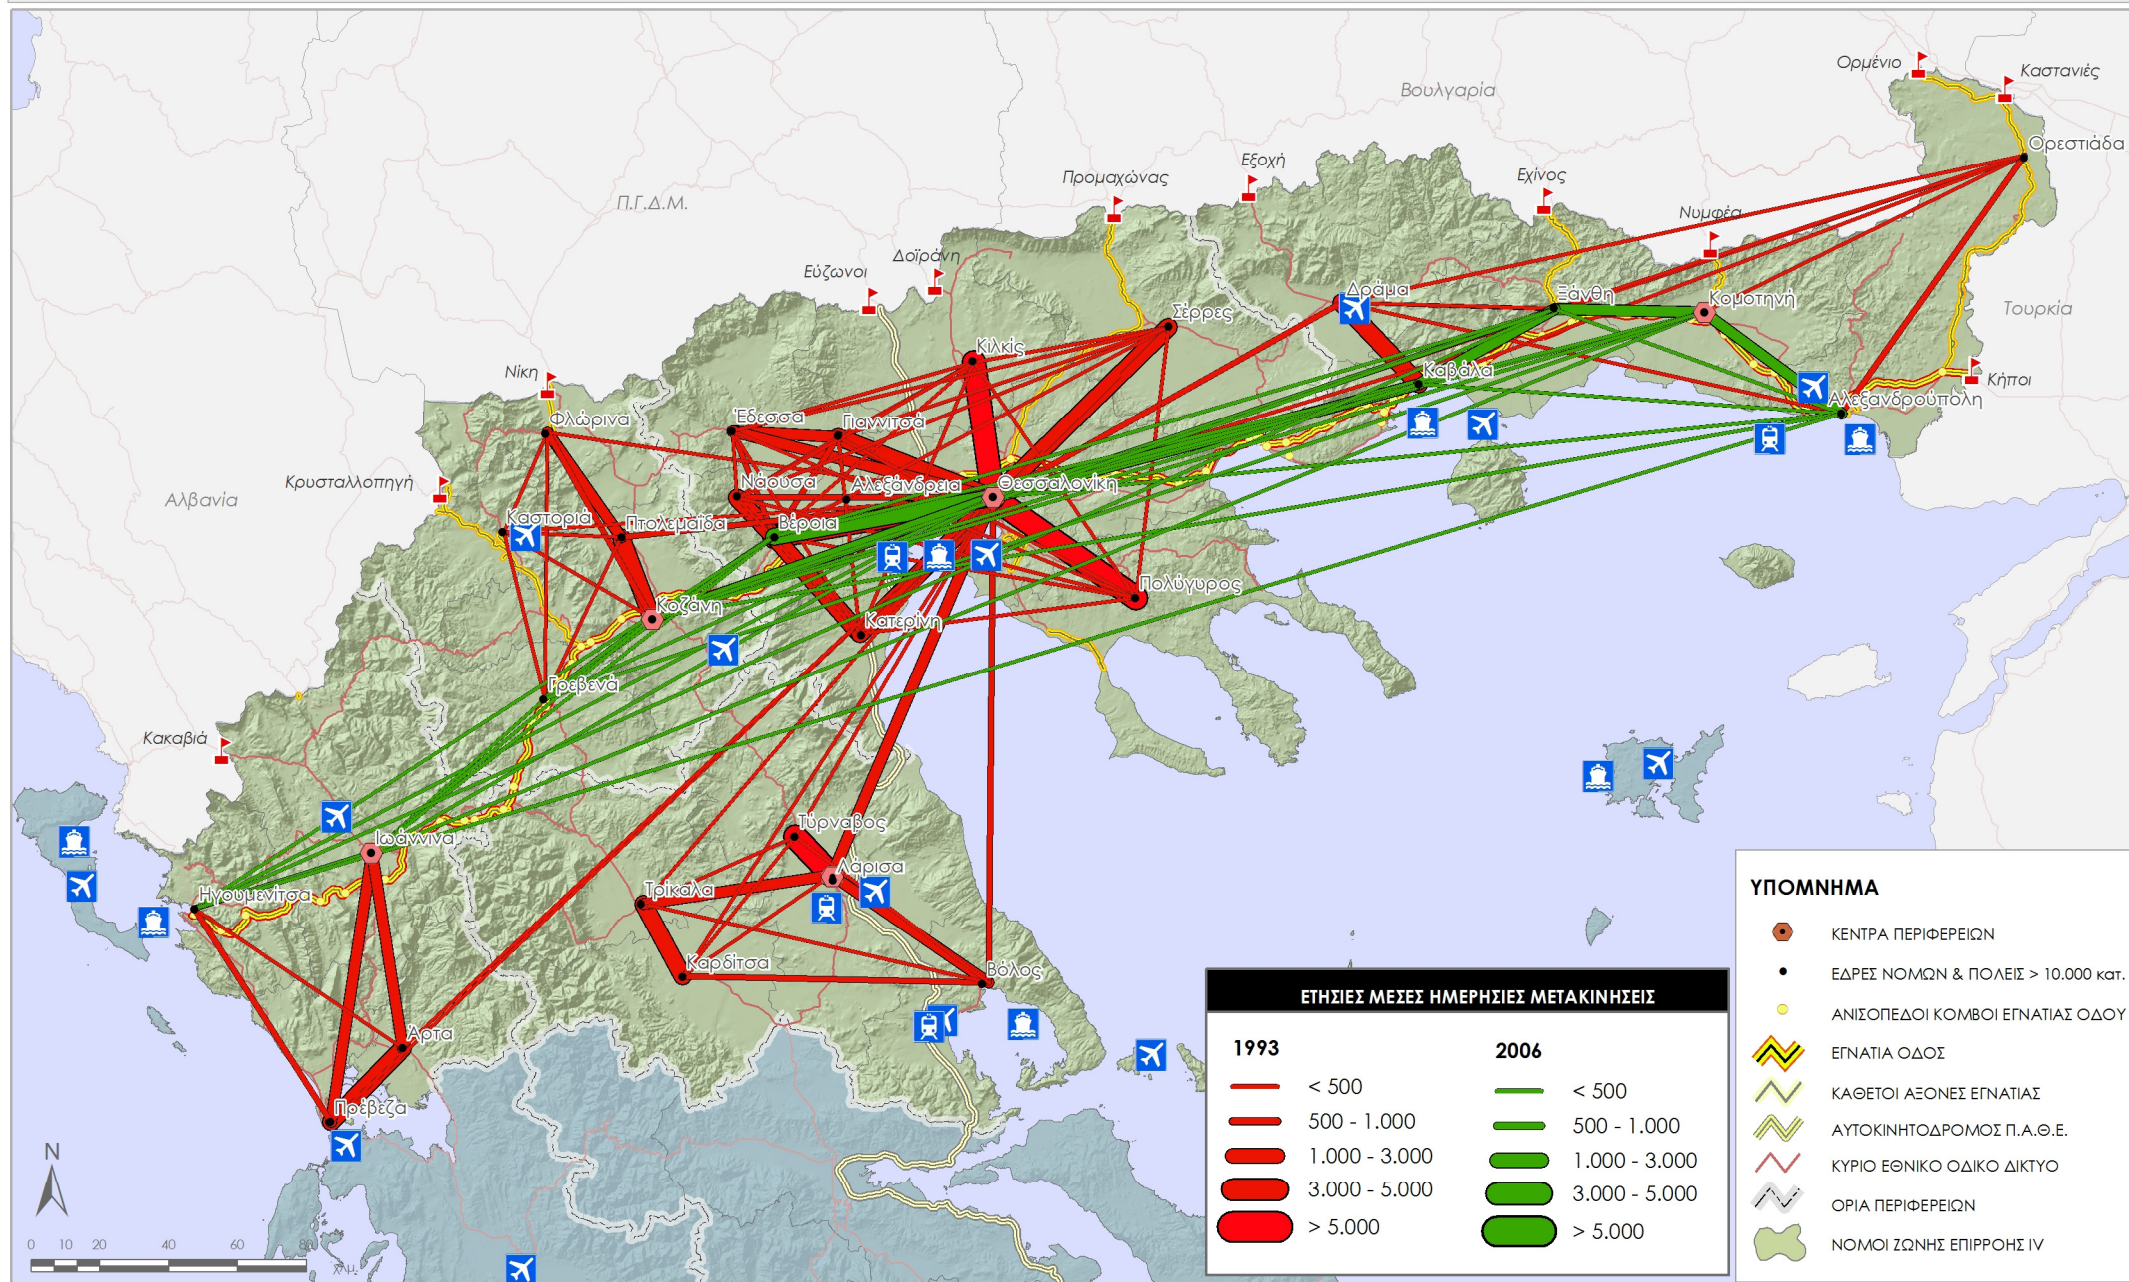 Ορμένιο
Καστανιές
Βουλγαρία
Ορεστιάδα
Εξοχή
Προμαχώνας
Εχίνος
Π.Γ.Δ.Μ.
Νυμφέα
Δοϊράνη
Εύζωνοι
Τουρκία
Δράμα
Ξάνθη
Κομοτηνή
Σέρρες
Κιλκίς
Νίκη
Καβάλα
Κήποι
Αλεξανδρούπολη
Φλώρινα
Έδεσσα
Γιαννιτσά
Κρυσταλλοπηγή
Αλβανία
Νάουσα
Αλεξάνδρεια
Θεσσαλονίκη
Καστοριά
Πτολεμαΐδα
Βέροια
Πολύγυρος
Κοζάνη
Κατερίνη
Γρεβενά
Κακαβιά
Τύρναβος
Ιωάννινα
Λάρισα
Ηγουμενίτσα
Τρίκαλα
Καρδίτσα
Βόλος
Άρτα
Πρέβεζα
N
0 10 20 40 60 80
χλμ.
ΕΤΗΣΙΕΣ ΜΕΣΕΣ ΗΜΕΡΗΣΙΕΣ ΜΕΤΑΚΙΝΗΣΕΙΣ
1993 2006
< 500 < 500
500 - 1.000 500 - 1.000
1.000 - 3.000 1.000 - 3.000
3.000 - 5.000 3.000 - 5.000
> 5.000 > 5.000
ΥΠΟΜΝΗΜΑ
ΚΕΝΤΡΑ ΠΕΡΙΦΕΡΕΙΩΝ
ΕΔΡΕΣ ΝΟΜΩΝ & ΠΟΛΕΙΣ > 10.000 κατ.
ΑΝΙΣΟΠΕΔΟΙ ΚΟΜΒΟΙ ΕΓΝΑΤΙΑΣ ΟΔΟΥ
ΕΓΝΑΤΙΑ ΟΔΟΣ
ΚΑΘΕΤΟΙ ΑΞΟΝΕΣ ΕΓΝΑΤΙΑΣ
ΑΥΤΟΚΙΝΗΤΟΔΡΟΜΟΣ Π.Α.Θ.Ε.
ΚΥΡΙΟ ΕΘΝΙΚΟ ΟΔΙΚΟ ΔΙΚΤΥΟ
ΟΡΙΑ ΠΕΡΙΦΕΡΕΙΩΝ
ΝΟΜΟΙ ΖΩΝΗΣ ΕΠΙΡΡΟΗΣ IV